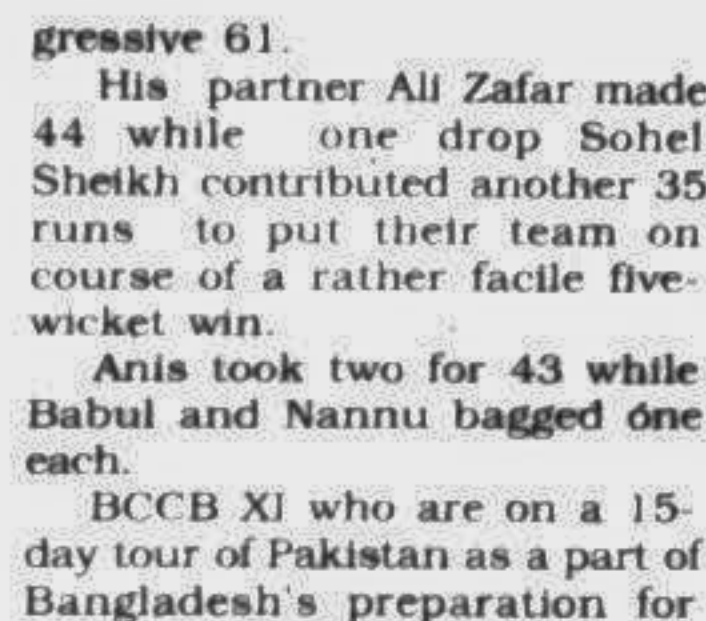 gressive 61.
His partner Ali Zafar made
44 while one drop Sohel
Sheikh contributed another 35
runs to put their team on
course of a rather facile five-
wicket win.
Anis took two for 43 while
Babul and Nannu bagged one
each.
BCCB XI who are on a 15-
day tour of Pakistan as a part of
Bangladesh's preparation for